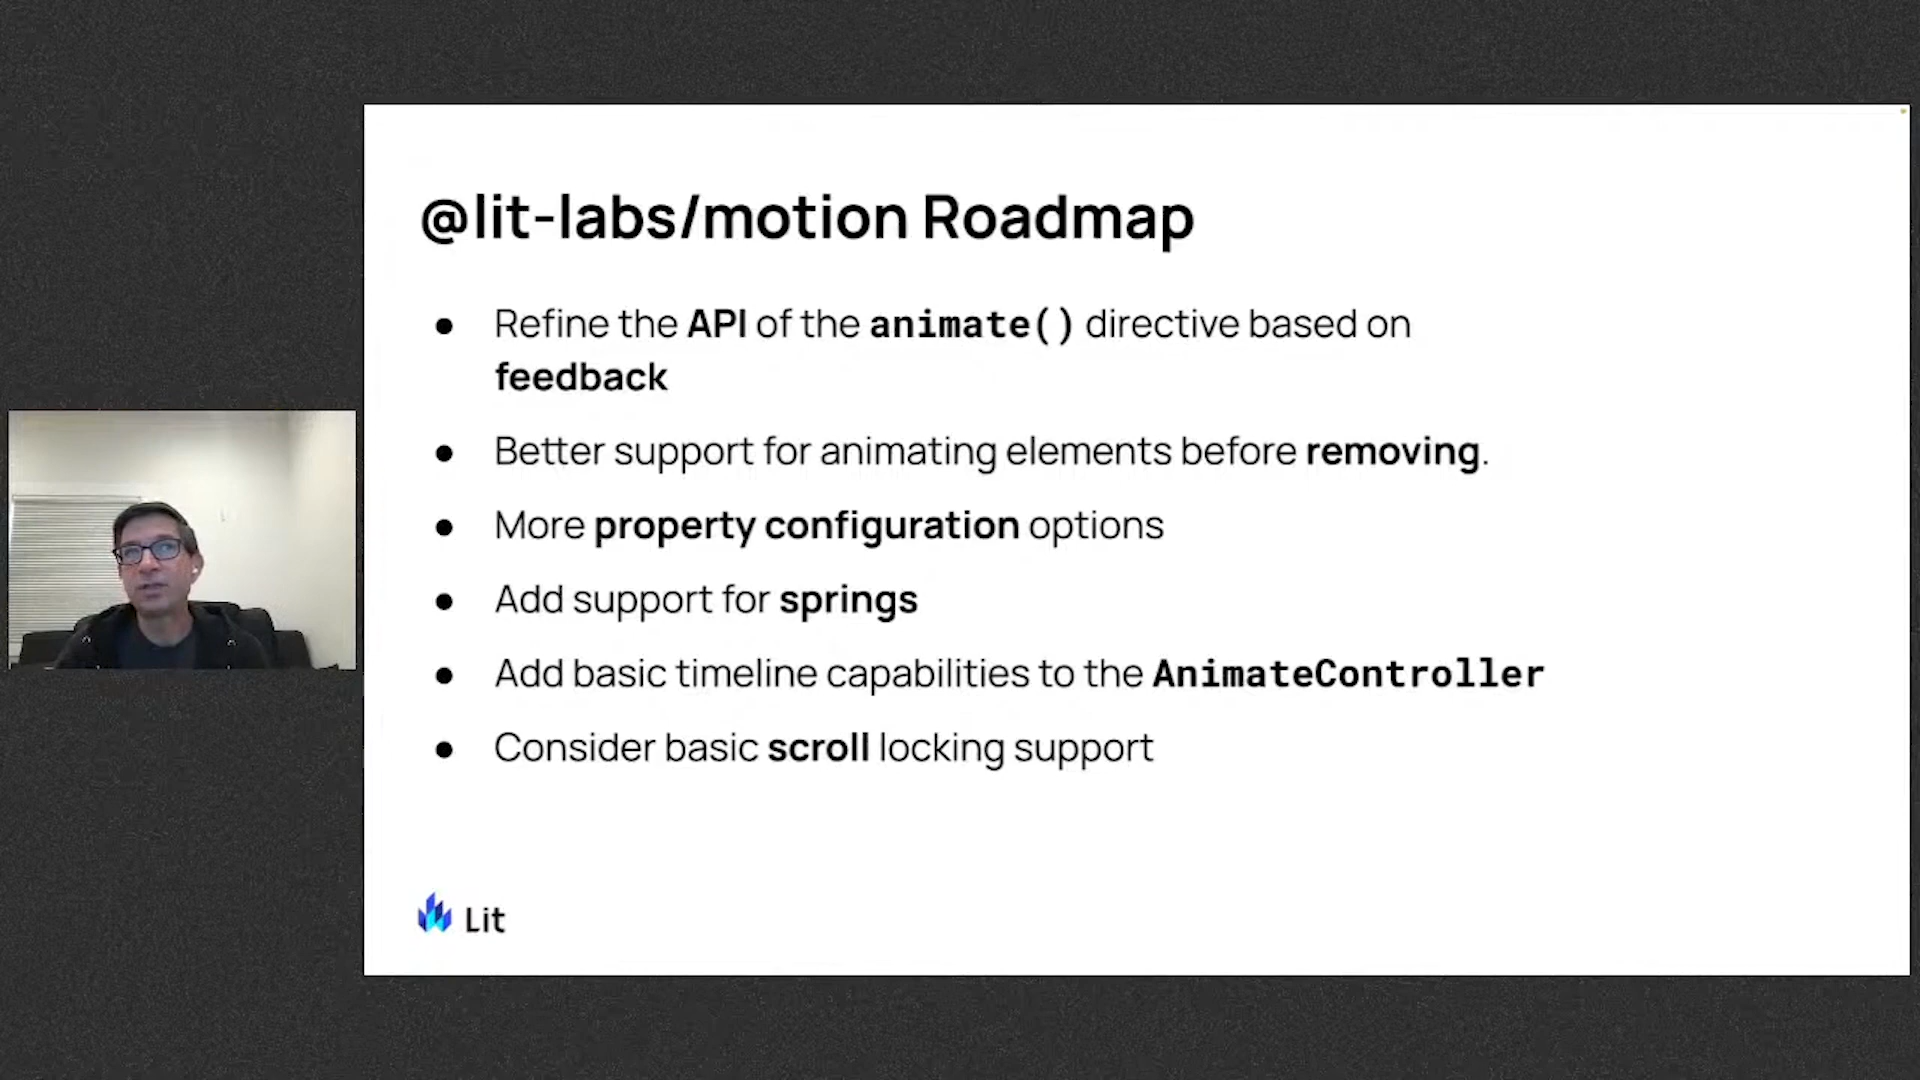 @lit-labs/motion Roadmap
● Refine the API of the animate() directive based on
feedback
● Better support for animating elements before removing.
● More property configuration options
● Add support for springs
● Add basic timeline capabilities to the AnimateController
● Consider basic scroll locking support
Lit